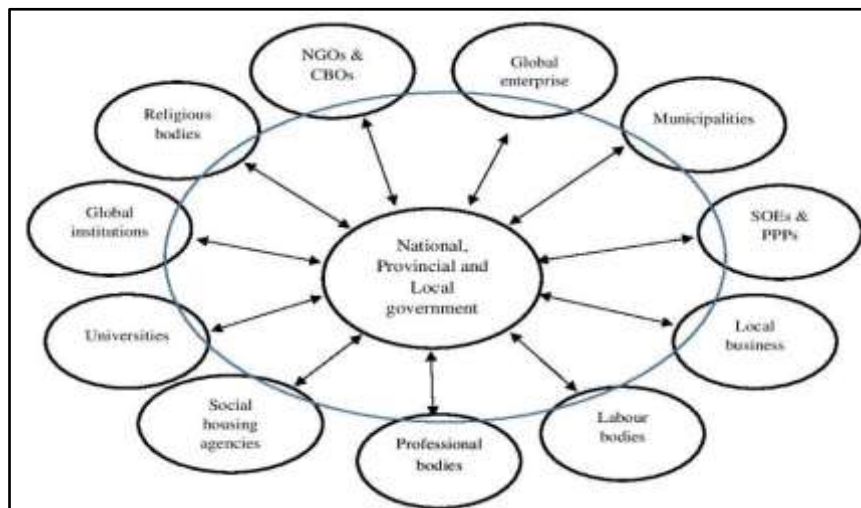 NGOs &
CBOs
Global
enterprise
Religious
bodies
Municipalities
Global
institutions
SOEs &
PPPs
National,
Provincial and
Local
government
Universities
Local
business
Social
housing
agencies
Professional
bodies
Labour
bodies